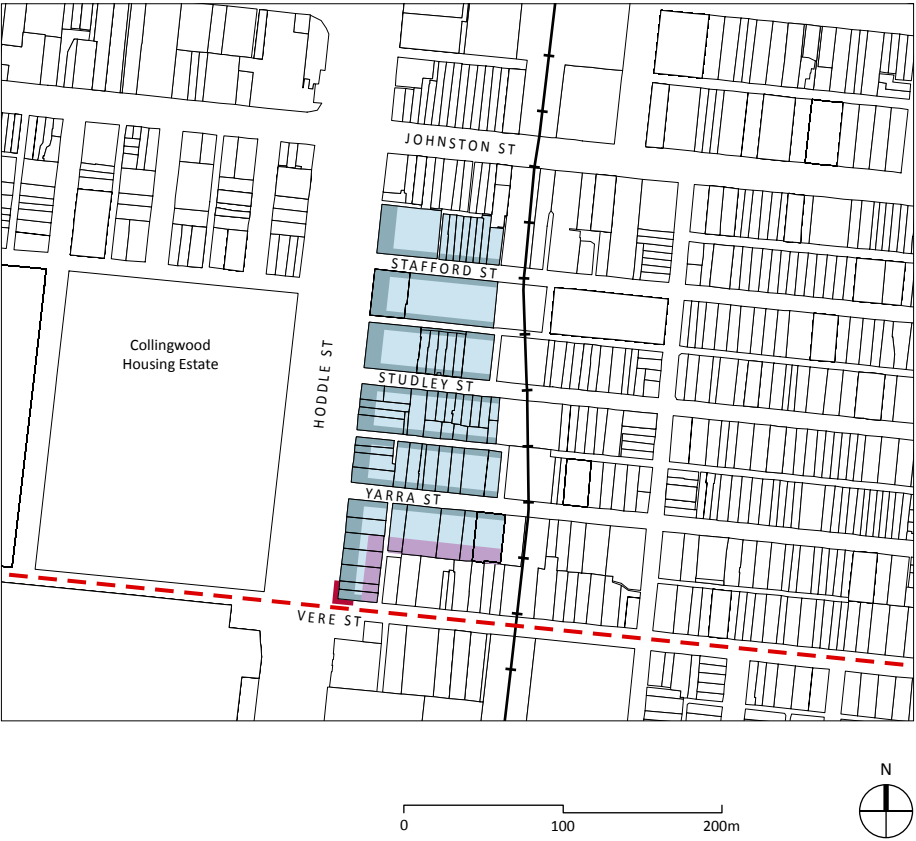 JOHNSTON ST
STAFFORD ST
Collingwood
Housing Estate
HODDLE ST
STUDLEY ST
YARRA ST
VERE ST
N
0 100 200m